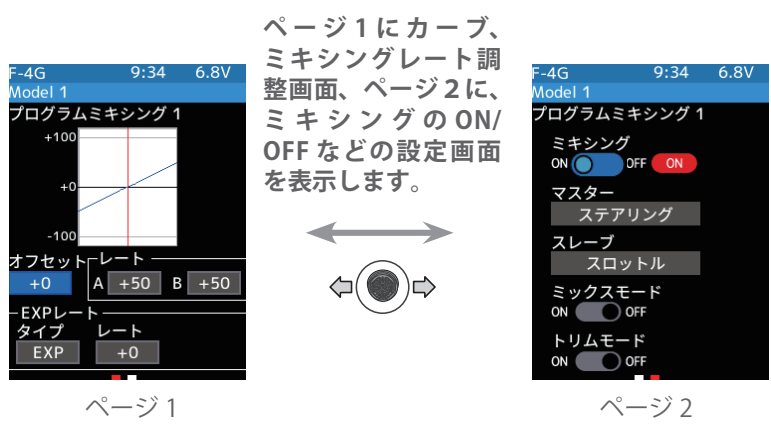 ページ1にカーブ、
ミキシングレート調
整画面、ページ2に、
ミキシングのON/
OFFなどの設定画面
を表示します。
F-4G 9:34 6.8V
Model 1
プログラムミキシング 1
+100
+0
-100
オフセット レート
+0 A +50 B +50
EXPレート
タイプ レート
EXP +0
ページ1
F-4G 9:34 6.8V
Model 1
プログラムミキシング 1
ミキシング
ON OFF ON
マスター
ステアリング
スレーブ
スロットル
ミックスモード
ON OFF
トリムモード
ON OFF
ページ2